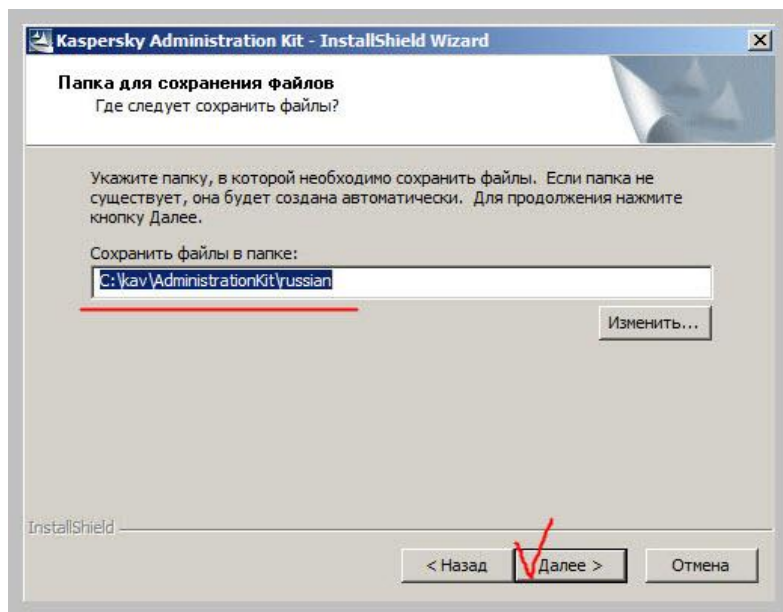 Kaspersky Administration Kit - InstallShield Wizard
Папка для сохранения файлов
Где следует сохранить файлы?
Укажите папку, в которой необходимо сохранить файлы. Если папка не
существует, она будет создана автоматически. Для продолжения нажмите
кнопку Далее.
Сохранить файлы в папке:
C:\kav\AdministrationKit\russian
Изменить...
InstallShield
< Назад
Далее >
Отмена